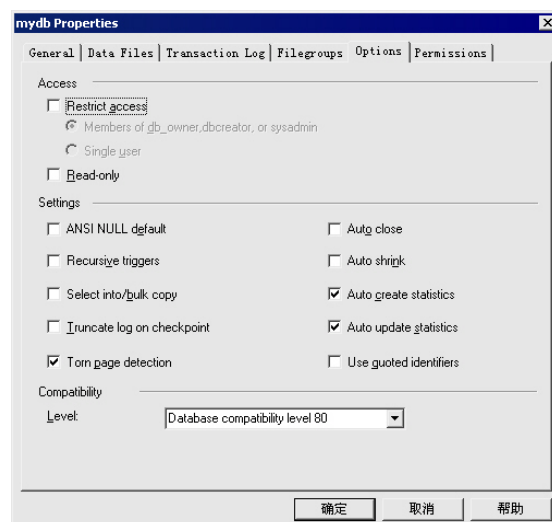 mydb Properties
General Data Files Transaction Log Filegroups Options Permissions
Access
Restrict access
Members of db_owner,dbcreator, or sysadmin
Single user
Read-only
Settings
ANSI NULL default
Auto close
Recursive triggers
Auto shrink
Select into/bulk copy
Auto create statistics
Truncate log on checkpoint
Auto update statistics
Torn page detection
Use quoted identifiers
Compatibility
Level:
Database compatibility level 80
确定 取消 帮助